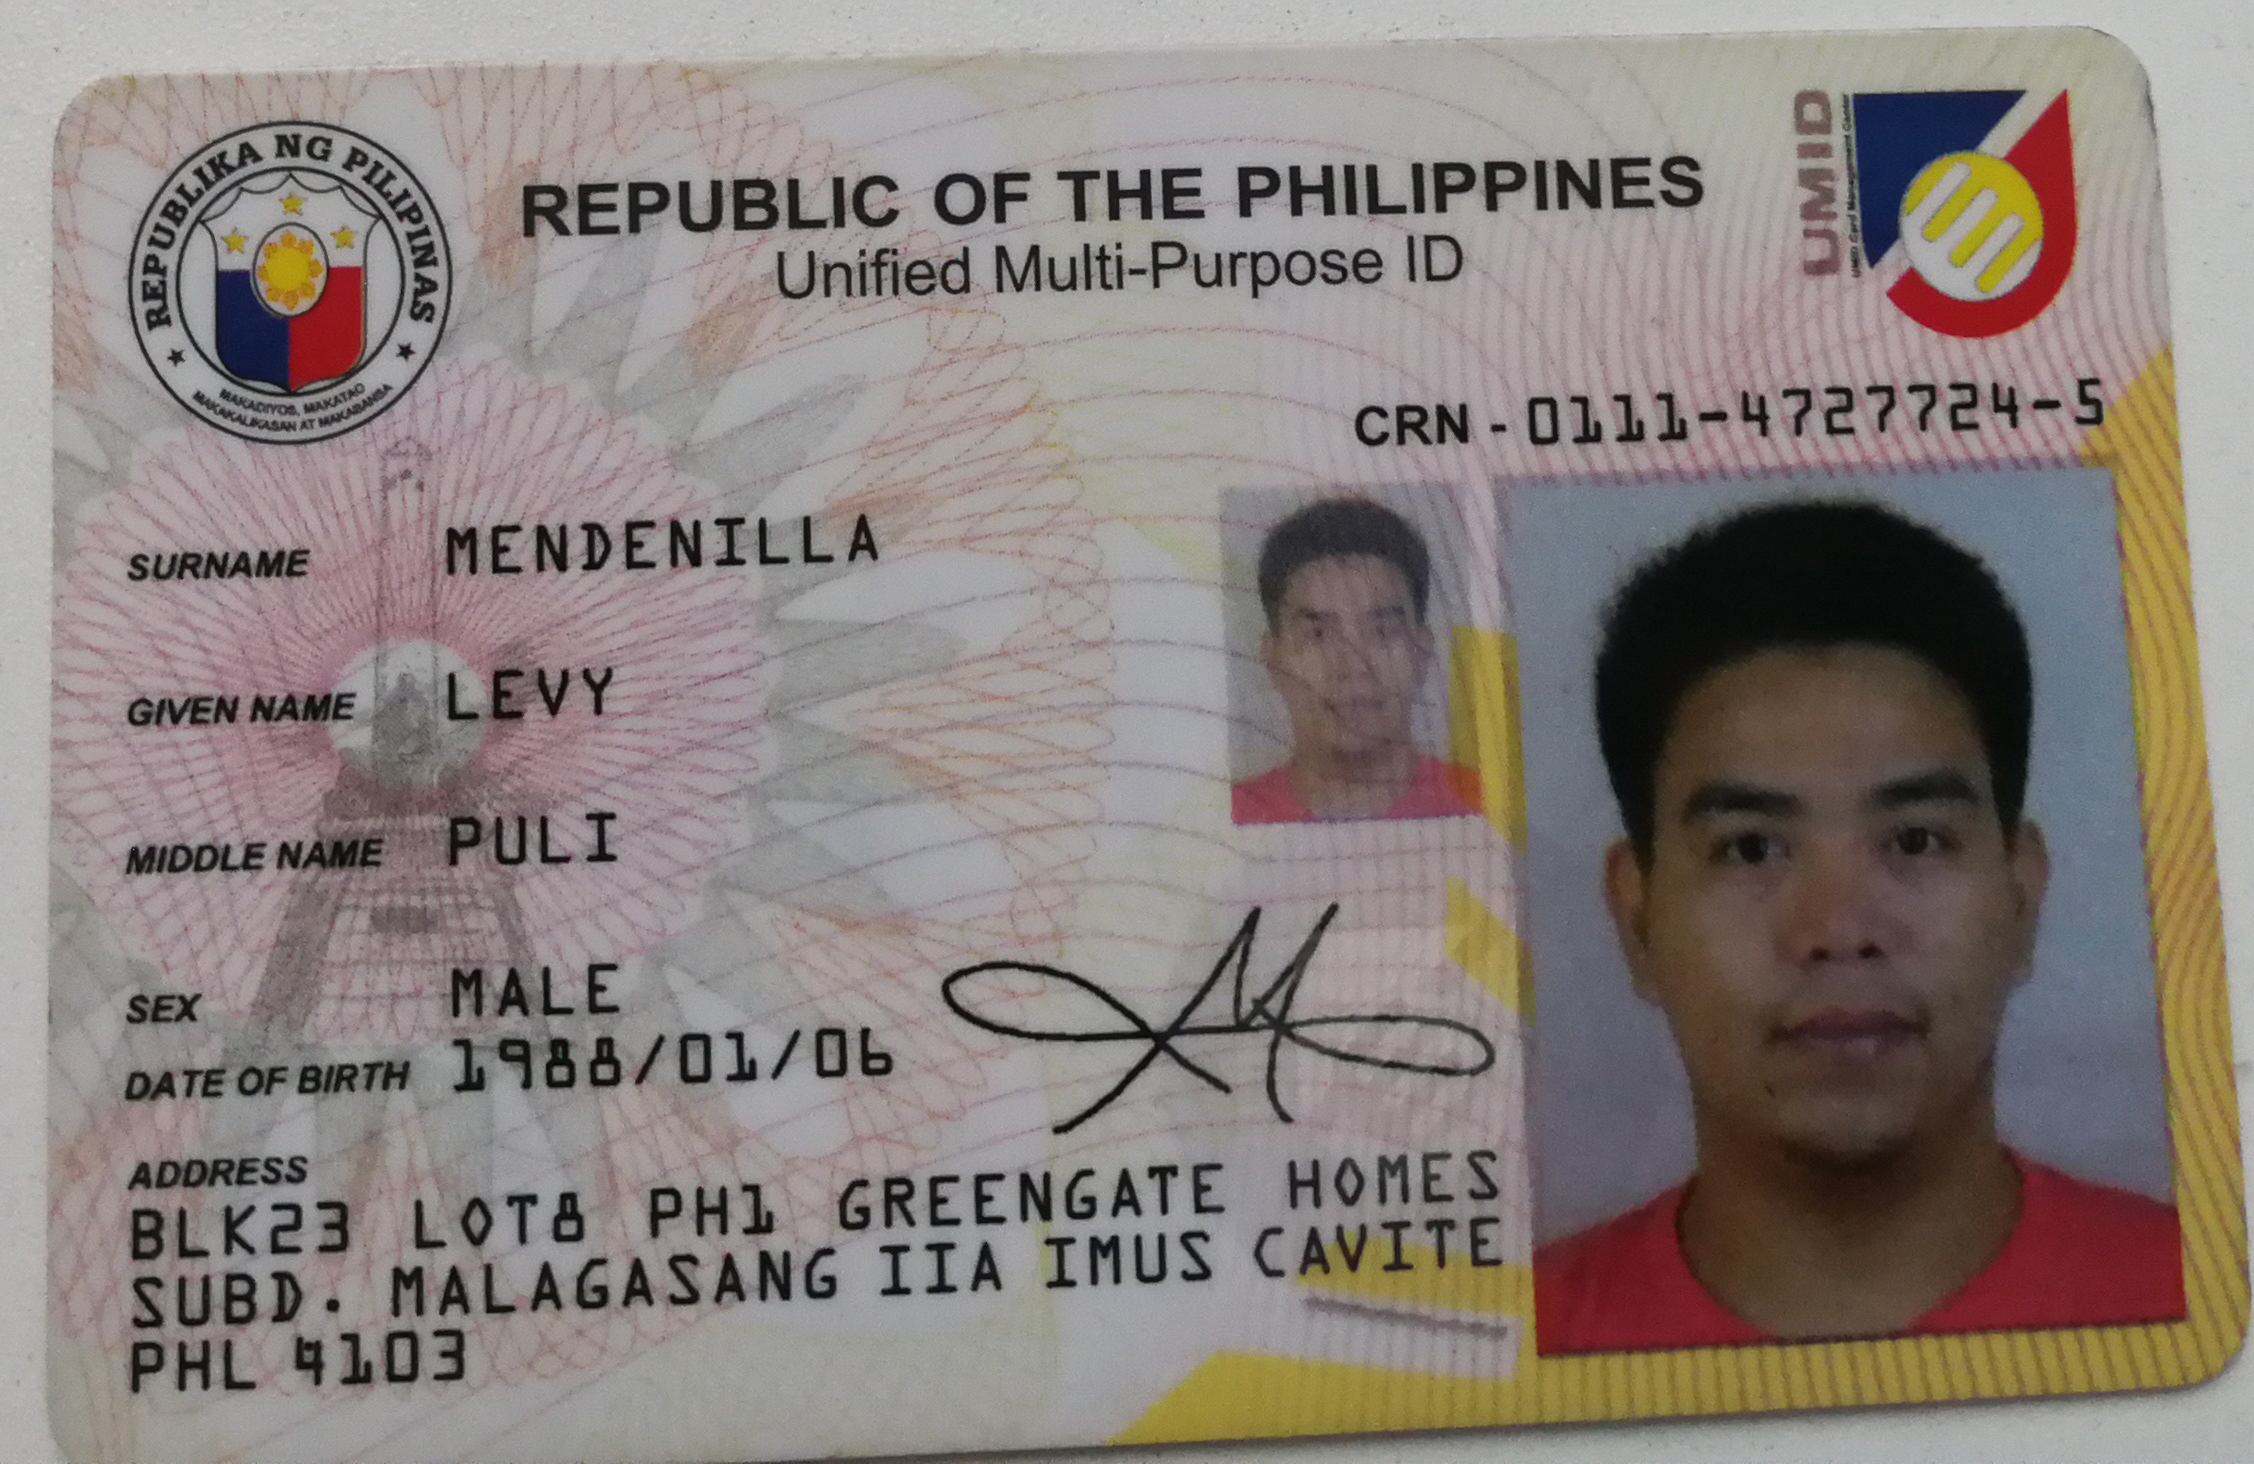 REPUBLIKA NG PILIPINAS
MAKADIYOS, MAKATAO
MAKAKALIKASAN AT MAKABANSA
REPUBLIC OF THE PHILIPPINES
Unified Multi-Purpose ID
UMID
UMID Card Management Center
CRN - 0111-4727724-5
SURNAME MENDENILLA
GIVEN NAME LEVY
MIDDLE NAME PULI
SEX MALE
DATE OF BIRTH 1988/01/06
ADDRESS
BLK23 LOT8 PH1 GREENGATE HOMES
SUBD. MALAGASANG IIA IMUS CAVITE
PHL 4103